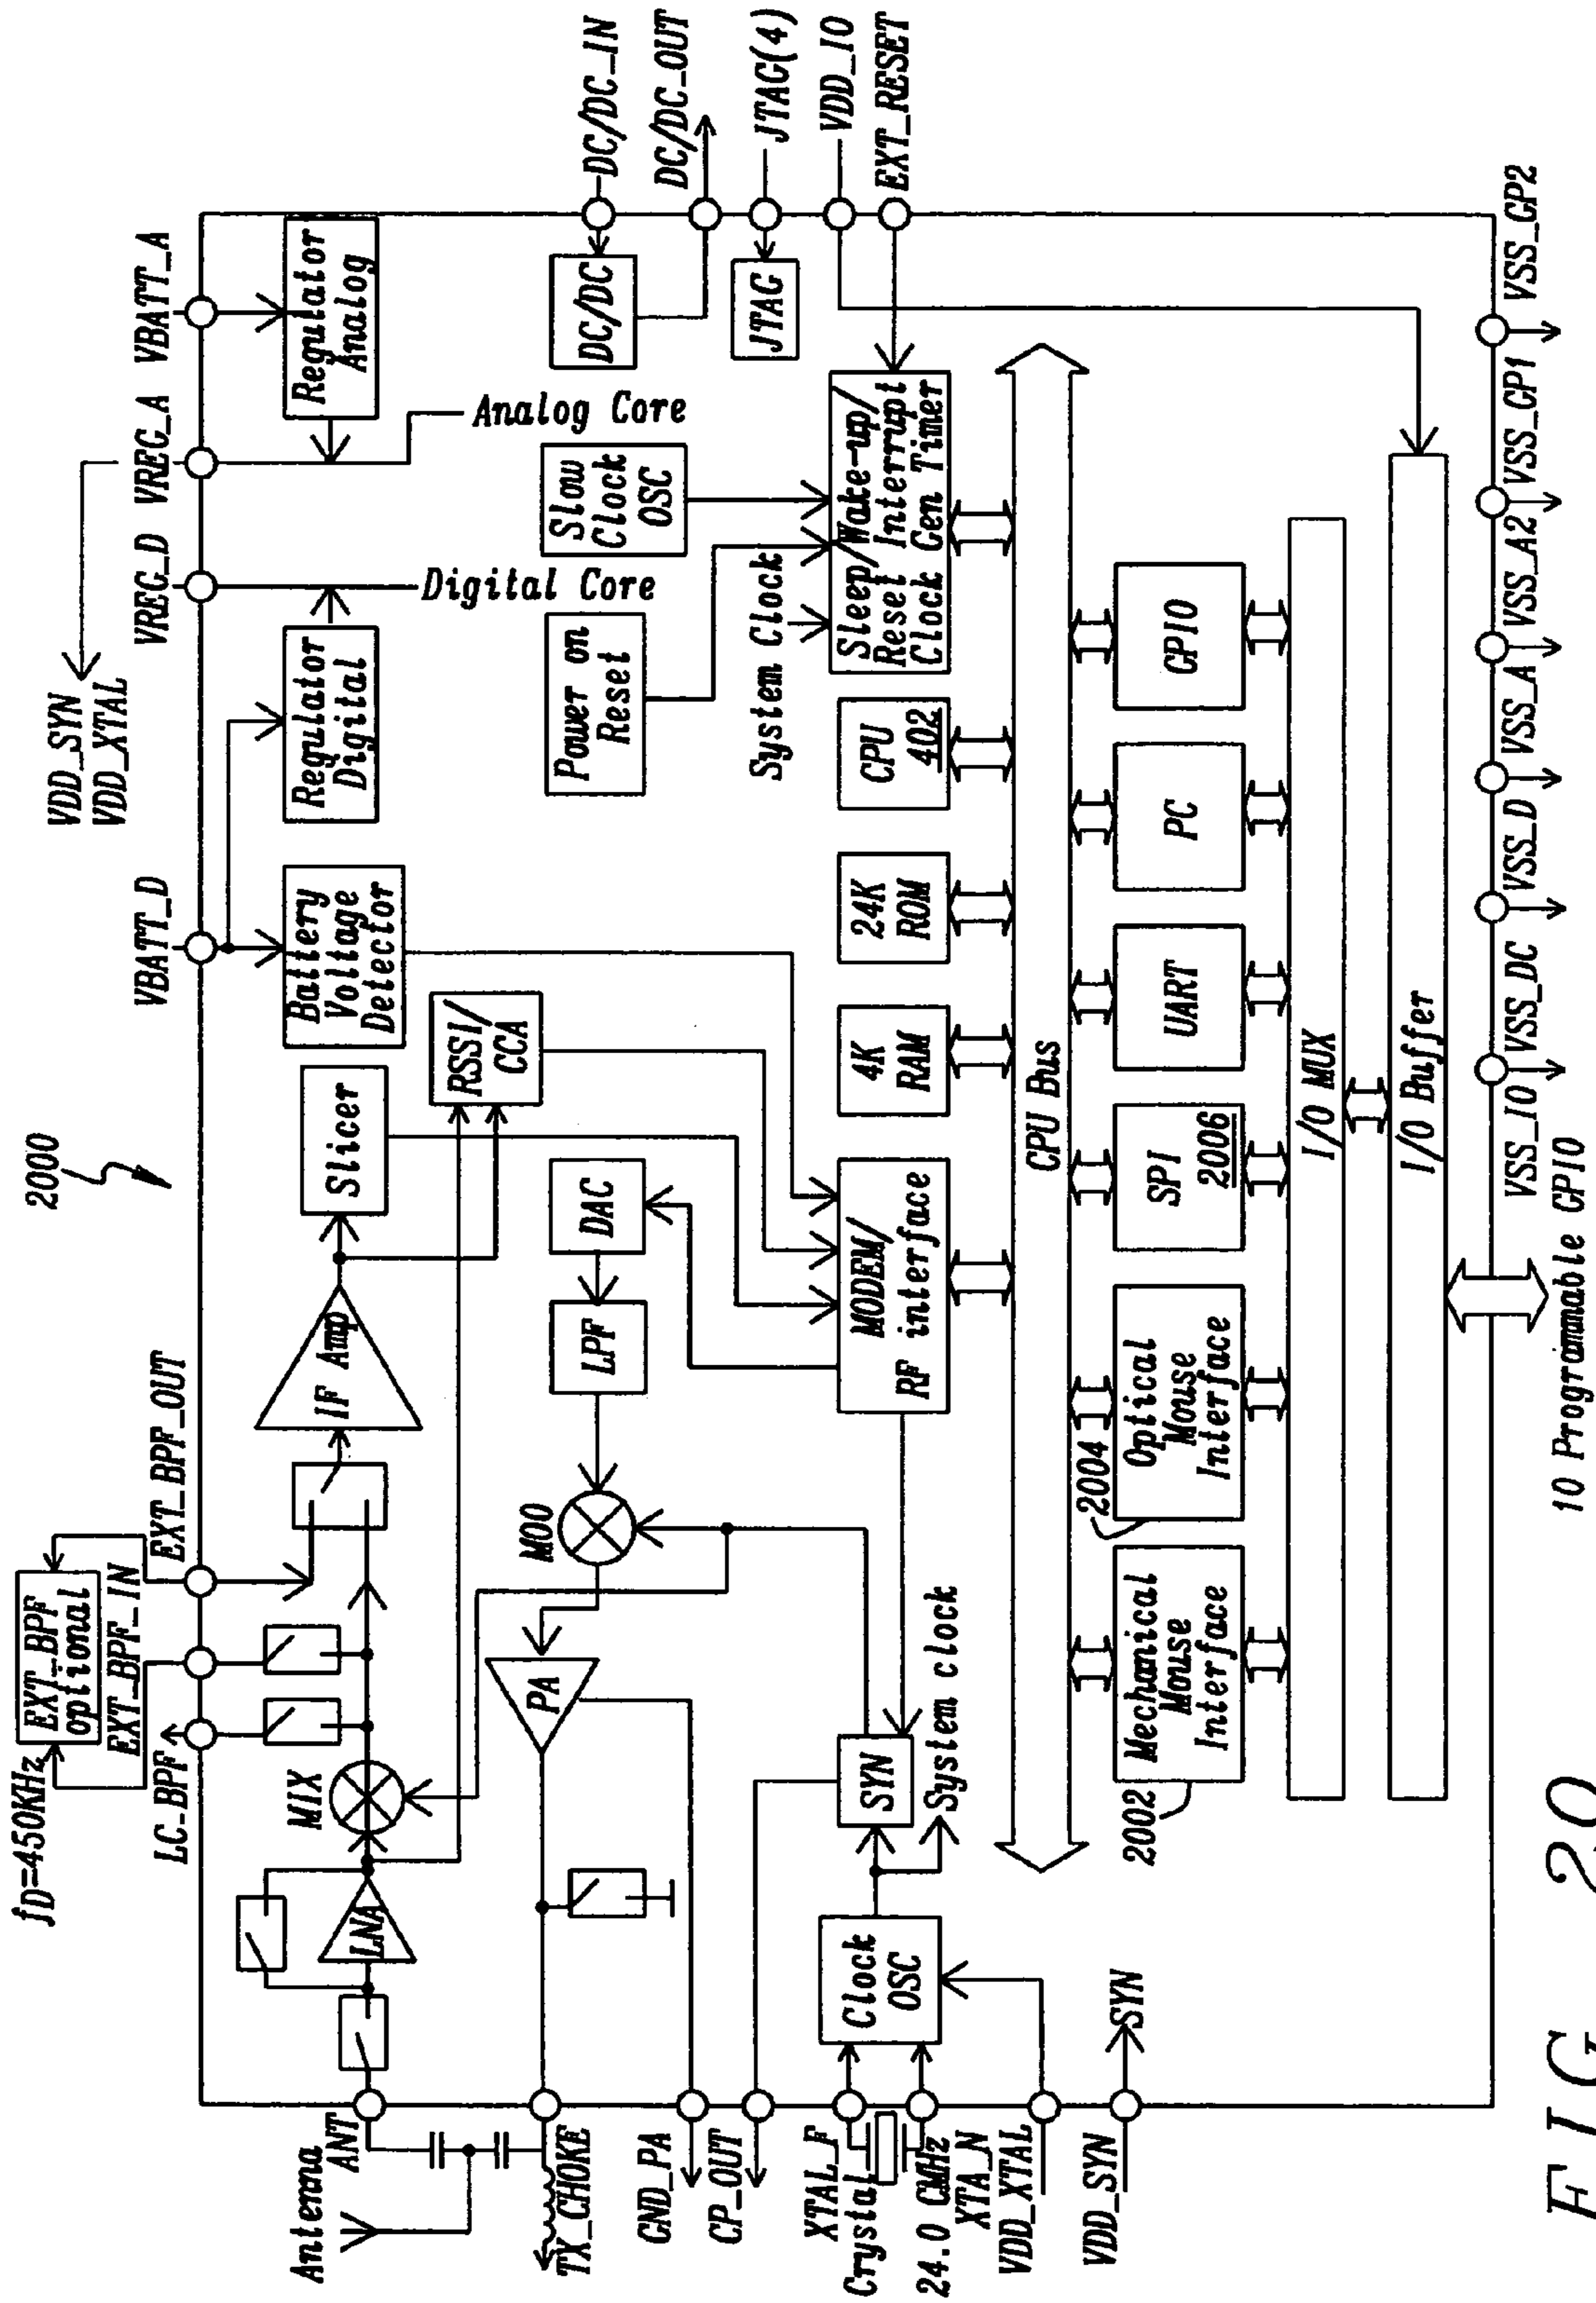 2000
fD=450KHz
EXT_BPF
optional
EXT_BPF_IN
EXT_BPF_OUT
LC_BPF
VBATT_D
VDD_SYN
VDD_XTAL
VREG_D
VREG_A
VBATT_A
Antenna
ANT
LNA
MIX
IF Amp
Slicer
RSSI/
CCA
Battery
Voltage
Detector
Regulator
Digital
Regulator
Analog
Digital Core
Analog Core
TX_CHOKE
PA
MOO
LPF
DAC
Power on
Reset
Slow
Clock
OSC
DC/DC
DC/DC_IN
DC/DC_OUT
JTAG
JTAG(4)
VDD_IO
EXT_RESET
GND_PA
CP_OUT
XTAL_F
Crystal
24.0 CMHz
XTA_N
VDD_XTAL
VDD_SYN
SYN
Clock
OSC
SYN
System clock
MODEM/
RF interface
4K
RAM
24K
ROM
CPU
402
System Clock
Sleep/Wake-up/
Reset Interrupt
Clock Gen Timer
CPU Bus
2002
Mechanical
Mouse
Interface
2004
Optical
Mouse
Interface
SPI
2006
UART
PC
GPIO
I/O MUX
I/O Buffer
10 Programmable GPIO
VSS_IO
VSS_DC
VSS_D
VSS_A
VSS_A2
VSS_GP1
VSS_GP2
FIG. 20